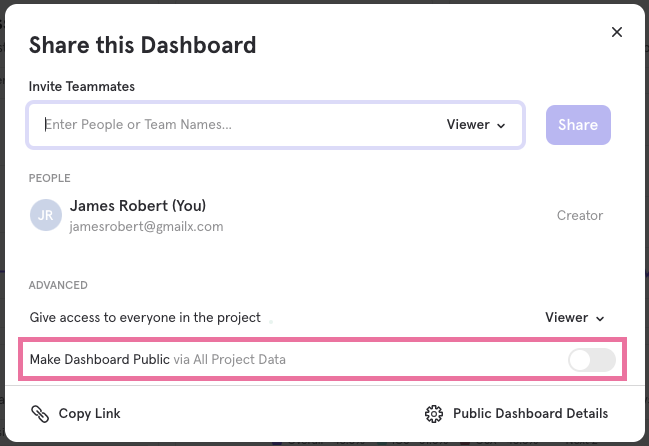 Share this Dashboard
Invite Teammates
Enter People or Team Names...
Viewer
Share
PEOPLE
JR
James Robert (You)
Creator
jamesrobert@gmailx.com
ADVANCED
Give access to everyone in the project
Viewer
Make Dashboard Public via All Project Data
Copy Link
Public Dashboard Details